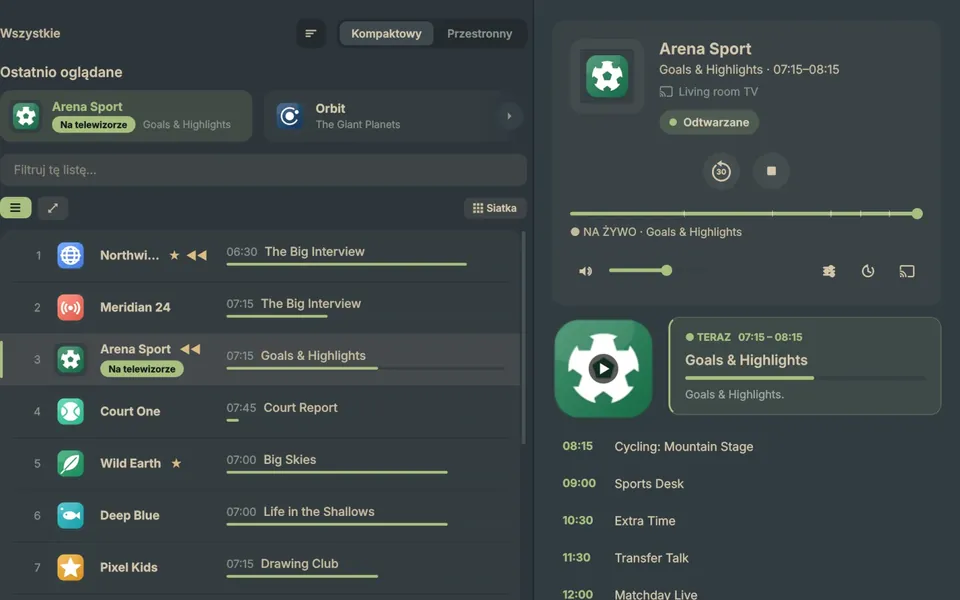 Wszystkie
Kompaktowy
Przestronny
Ostatnio oglądane
Arena Sport
Na telewizorze Goals & Highlights
Orbit
The Giant Planets
Filtruj tę listę...
Siatka
1 Northwi... 06:30 The Big Interview
2 Meridian 24 07:15 The Big Interview
3 Arena Sport 07:15 Goals & Highlights
Na telewizorze
4 Court One 07:45 Court Report
5 Wild Earth 07:00 Big Skies
6 Deep Blue 07:00 Life in the Shallows
7 Pixel Kids 07:15 Drawing Club
Arena Sport
Goals & Highlights · 07:15–08:15
Living room TV
Odtwarzane
30
NA ŻYWO · Goals & Highlights
TERAZ 07:15 – 08:15
Goals & Highlights
Goals & Highlights.
08:15 Cycling: Mountain Stage
09:00 Sports Desk
10:30 Extra Time
11:30 Transfer Talk
12:00 Matchday Live